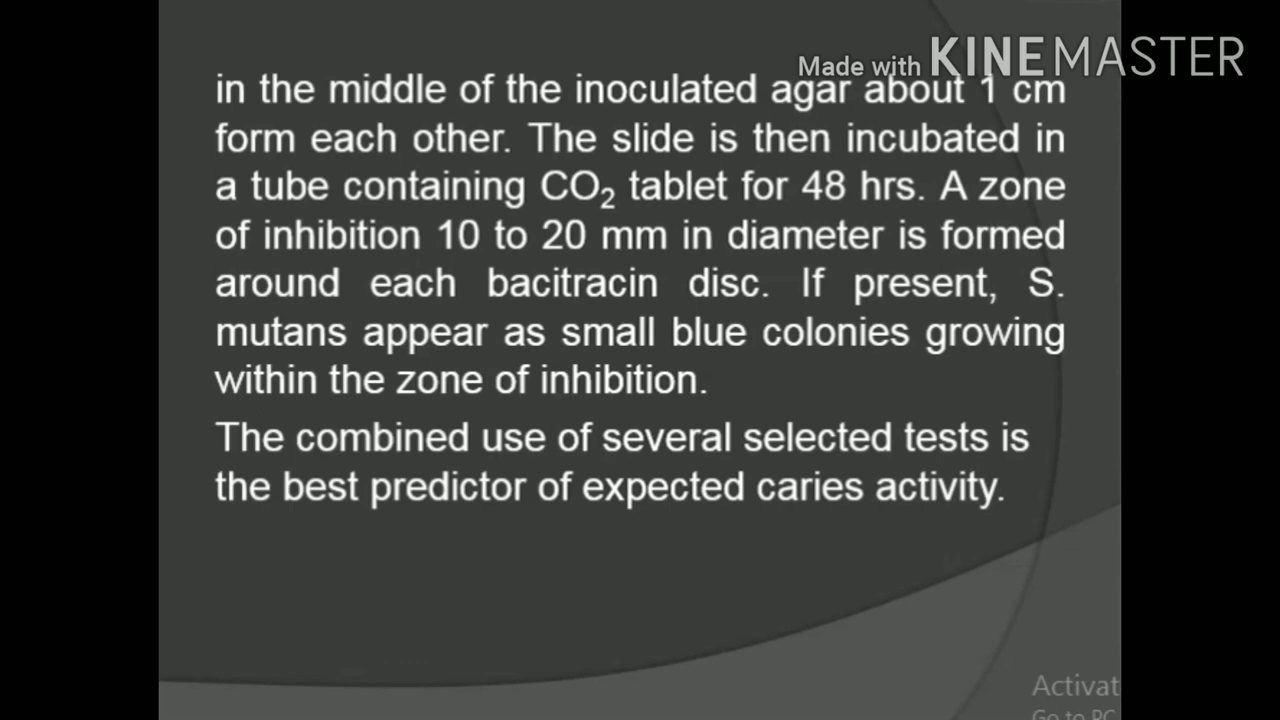 Made with KINEMASTER
in the middle of the inoculated agar about 1 cm
form each other. The slide is then incubated in
a tube containing CO₂ tablet for 48 hrs. A zone
of inhibition 10 to 20 mm in diameter is formed
around each bacitracin disc. If present, S.
mutans appear as small blue colonies growing
within the zone of inhibition.
The combined use of several selected tests is
the best predictor of expected caries activity.
Activat
Go to PC